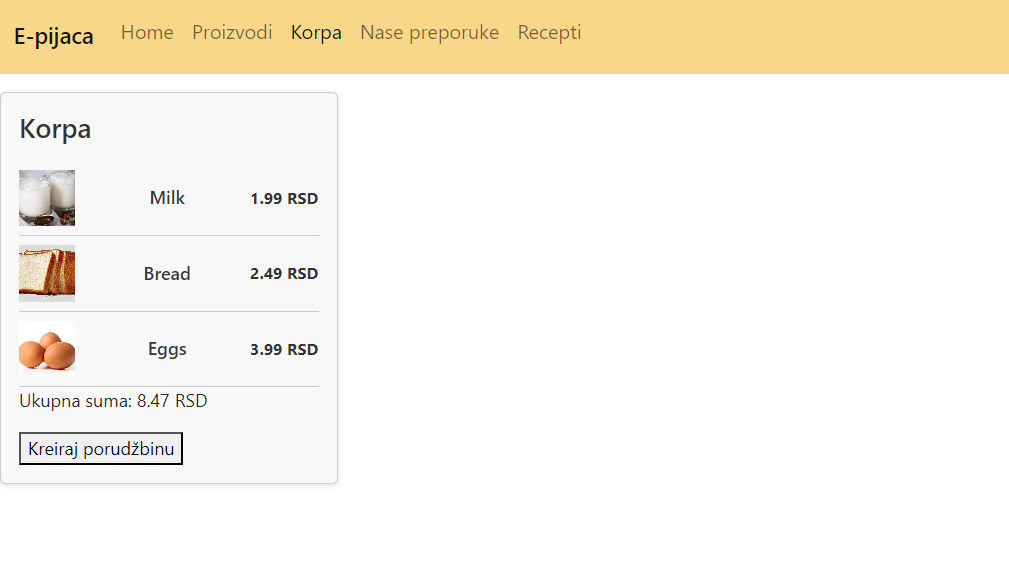 E-pijaca Home Proizvodi Korpa Nase preporuke Recepti
Korpa
Milk 1.99 RSD
Bread 2.49 RSD
Eggs 3.99 RSD
Ukupna suma: 8.47 RSD
Kreiraj porudžbinu